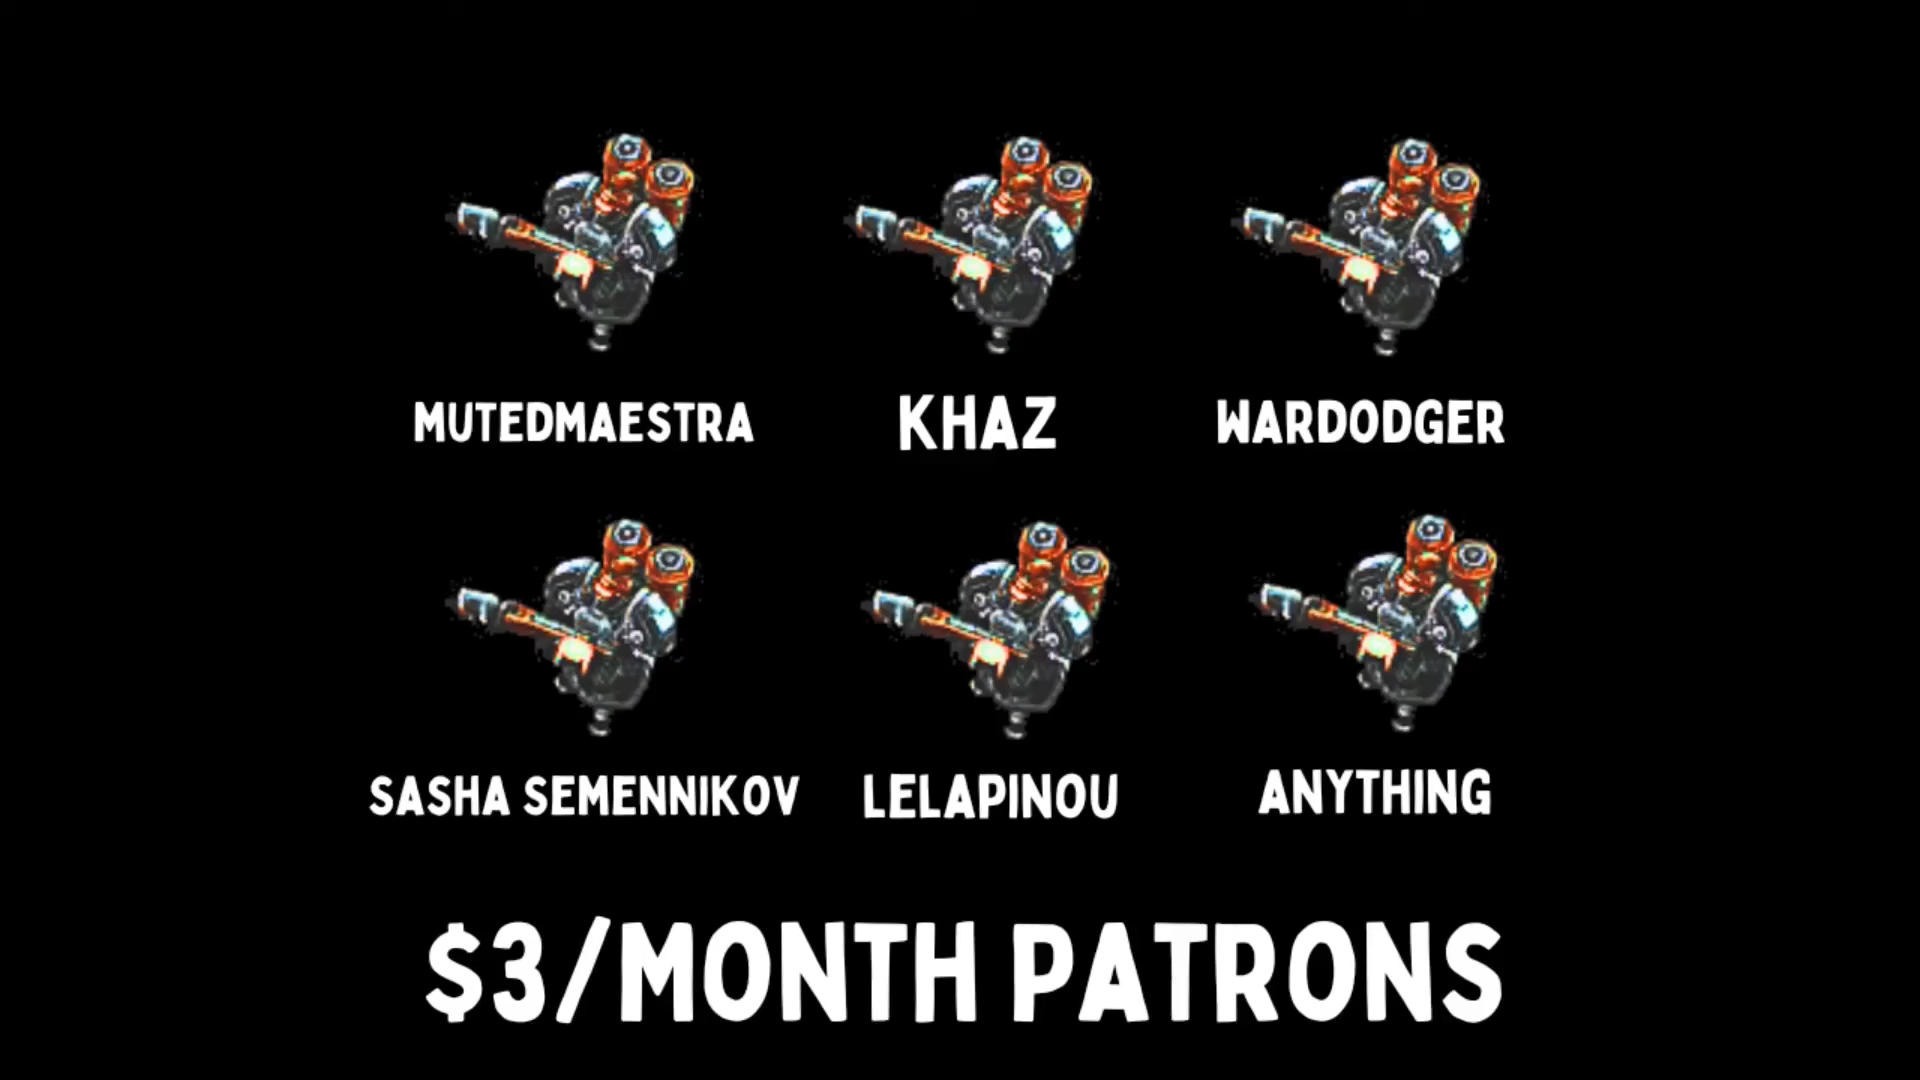 MUTEDMAESTRA
KHAZ
WARDODGER
SASHA SEMENNIKOV
LELAPINOU
ANYTHING
$3/MONTH PATRONS